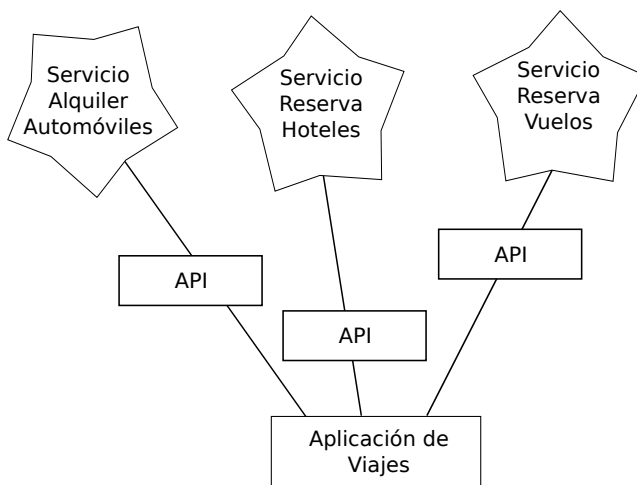 Servicio
Alquiler
Automóviles
Servicio
Reserva
Hoteles
Servicio
Reserva
Vuelos
API
API
API
Aplicación de
Viajes